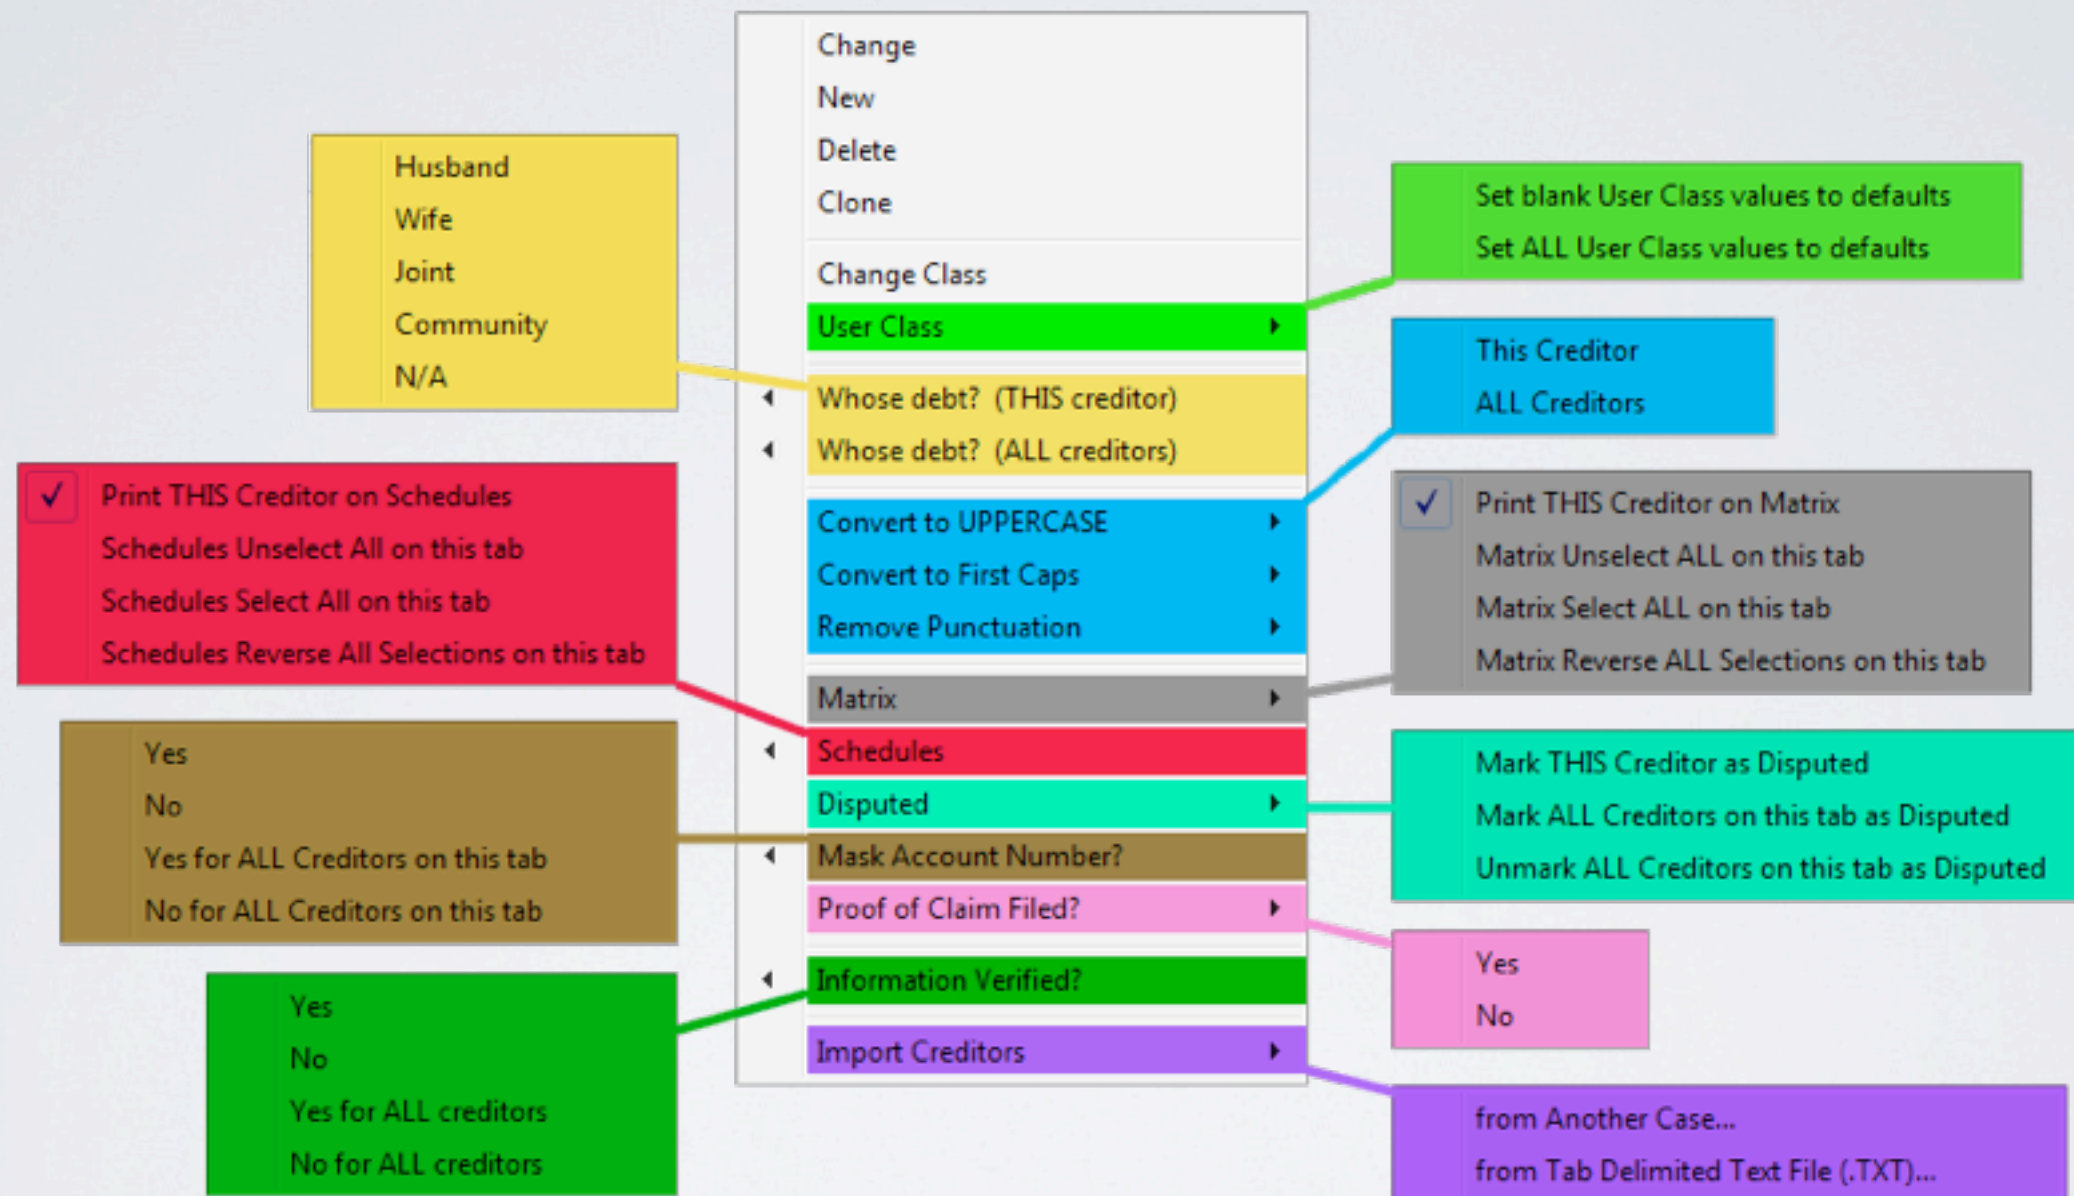 Change
New
Delete
Clone
Change Class
User Class
Whose debt?  (THIS creditor)
Whose debt?  (ALL creditors)
Convert to UPPERCASE
Convert to First Caps
Remove Punctuation
Matrix
Schedules
Disputed
Mask Account Number?
Proof of Claim Filed?
Information Verified?
Import Creditors
Husband
Wife
Joint
Community
N/A
Print THIS Creditor on Schedules
Schedules Unselect All on this tab
Schedules Select All on this tab
Schedules Reverse All Selections on this tab
Yes
No
Yes for ALL Creditors on this tab
No for ALL Creditors on this tab
Yes
No
Yes for ALL creditors
No for ALL creditors
Set blank User Class values to defaults
Set ALL User Class values to defaults
This Creditor
ALL Creditors
Print THIS Creditor on Matrix
Matrix Unselect ALL on this tab
Matrix Select ALL on this tab
Matrix Reverse ALL Selections on this tab
Mark THIS Creditor as Disputed
Mark ALL Creditors on this tab as Disputed
Unmark ALL Creditors on this tab as Disputed
Yes
No
from Another Case...
from Tab Delimited Text File (.TXT)...